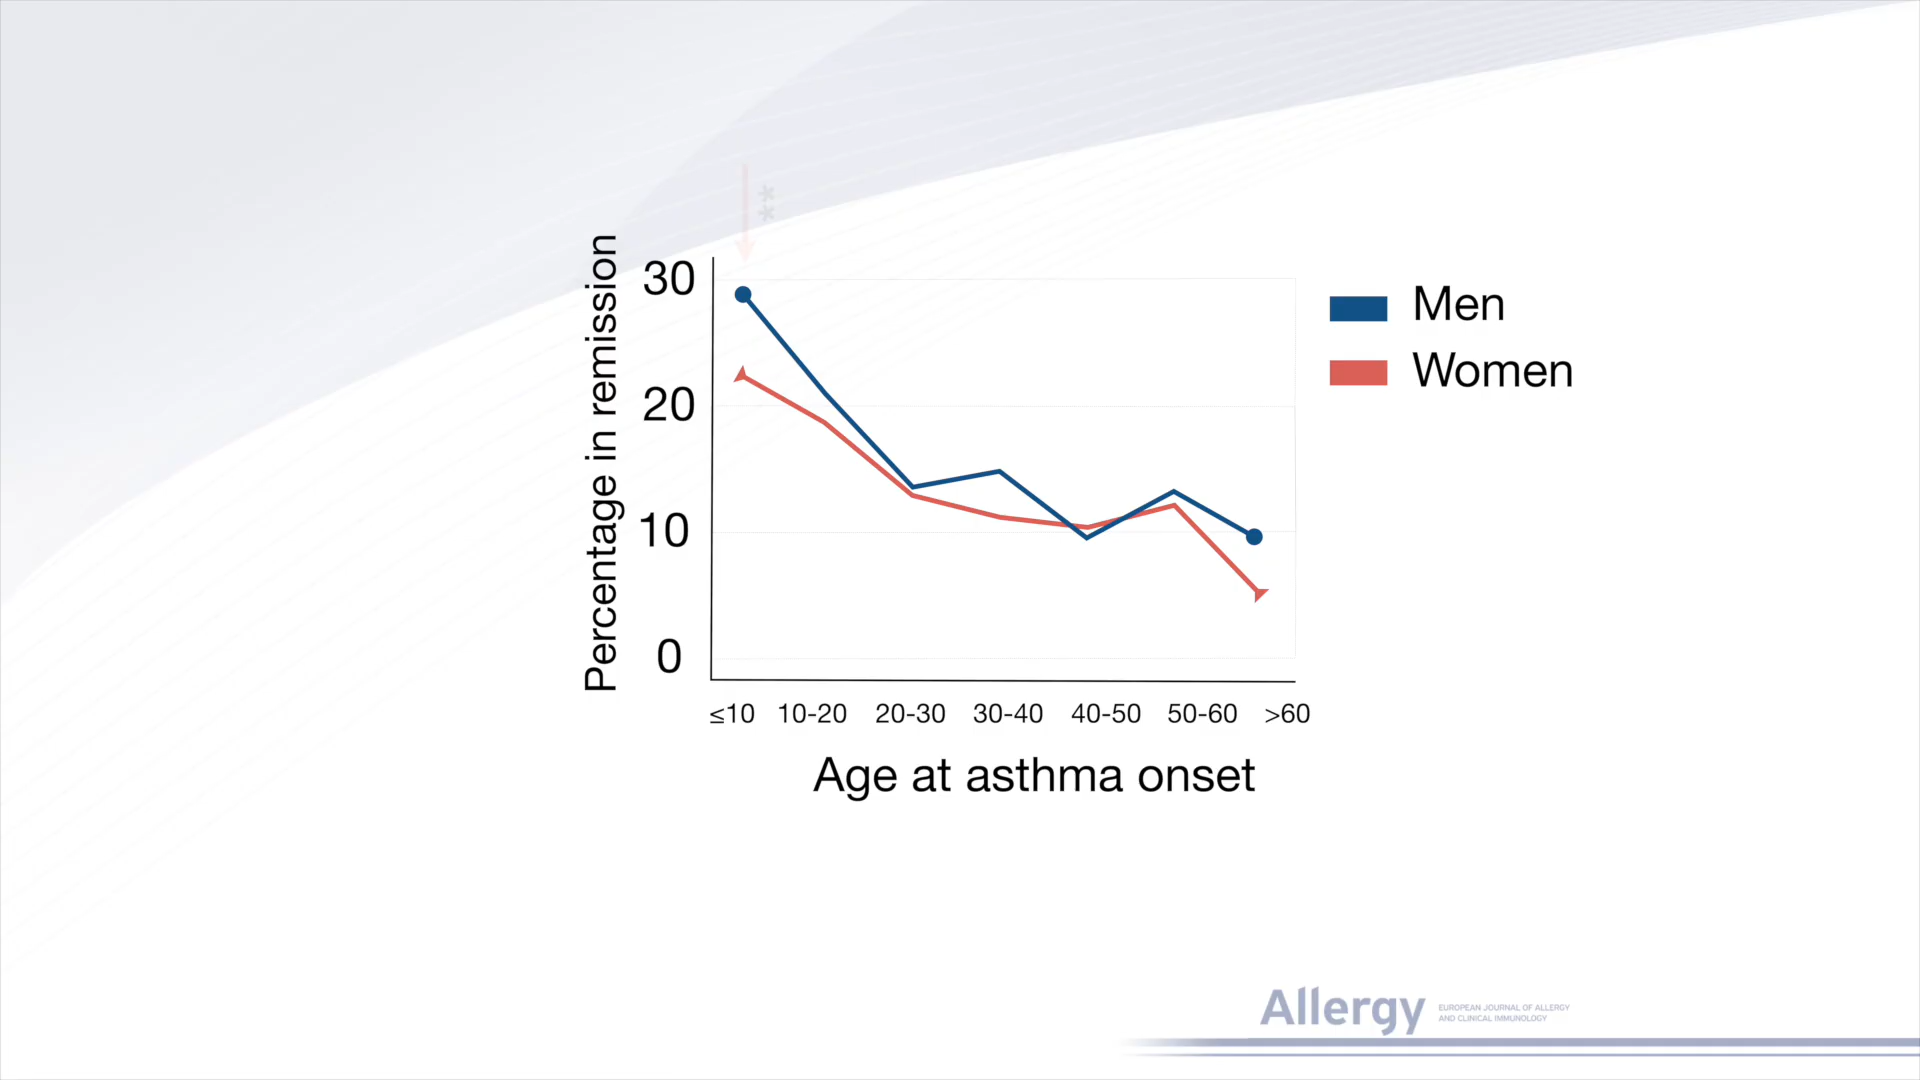 **
Percentage in remission
30
20
10
0
Men
Women
≤10 10-20 20-30 30-40 40-50 50-60 >60
Age at asthma onset
Allergy
EUROPEAN JOURNAL OF ALLERGY
AND CLINICAL IMMUNOLOGY